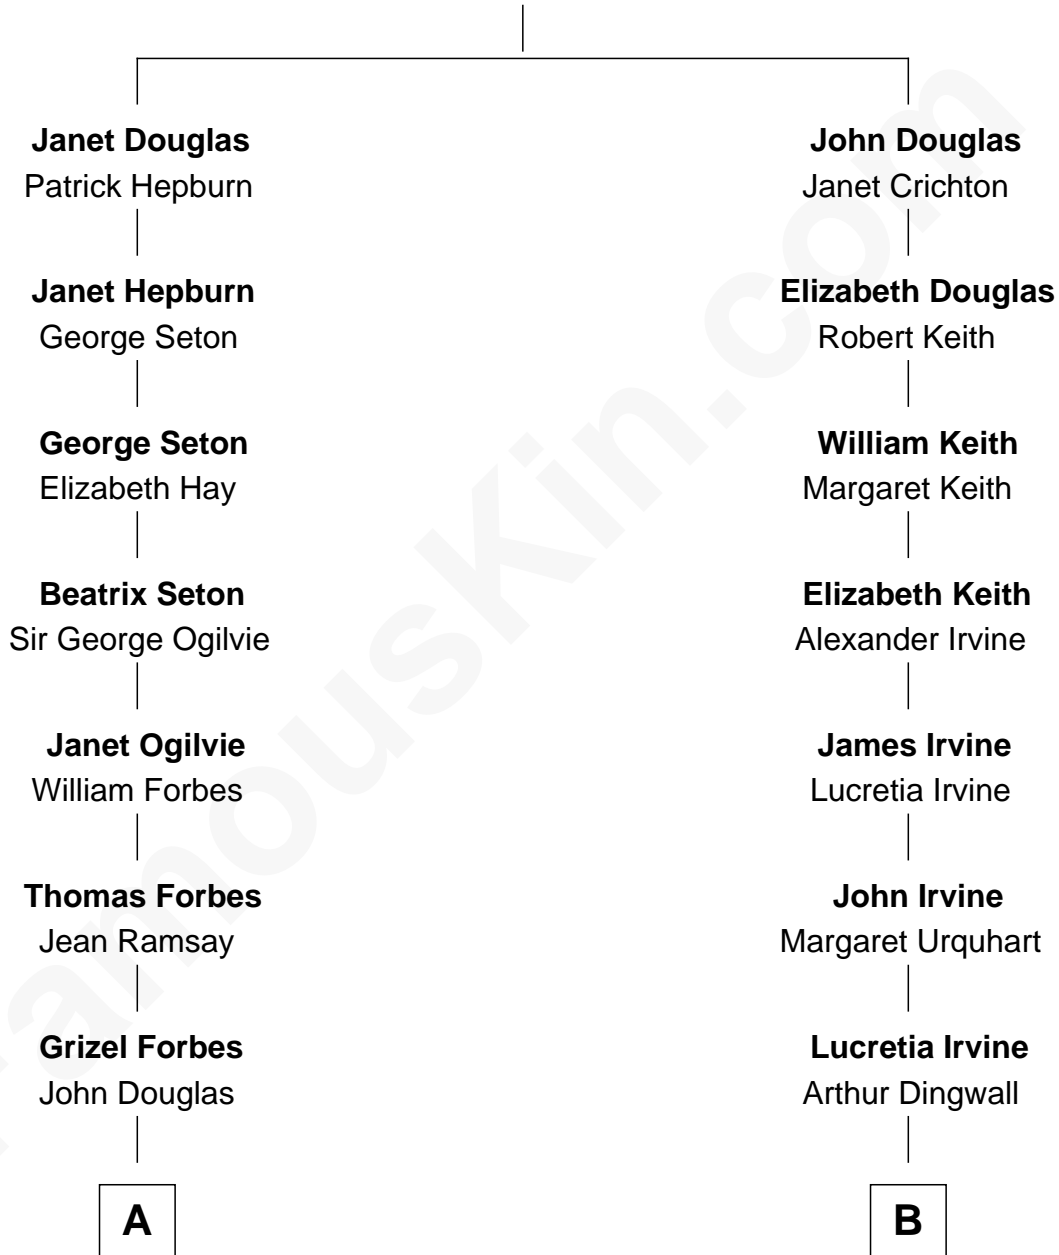 Janet Douglas
Patrick Hepburn
Janet Hepburn
George Seton
George Seton
Elizabeth Hay
Beatrix Seton
Sir George Ogilvie
Janet Ogilvie
William Forbes
Thomas Forbes
Jean Ramsay
Grizel Forbes
John Douglas
A
John Douglas
Janet Crichton
Elizabeth Douglas
Robert Keith
William Keith
Margaret Keith
Elizabeth Keith
Alexander Irvine
James Irvine
Lucretia Irvine
John Irvine
Margaret Urquhart
Lucretia Irvine
Arthur Dingwall
B
FamousKin.com